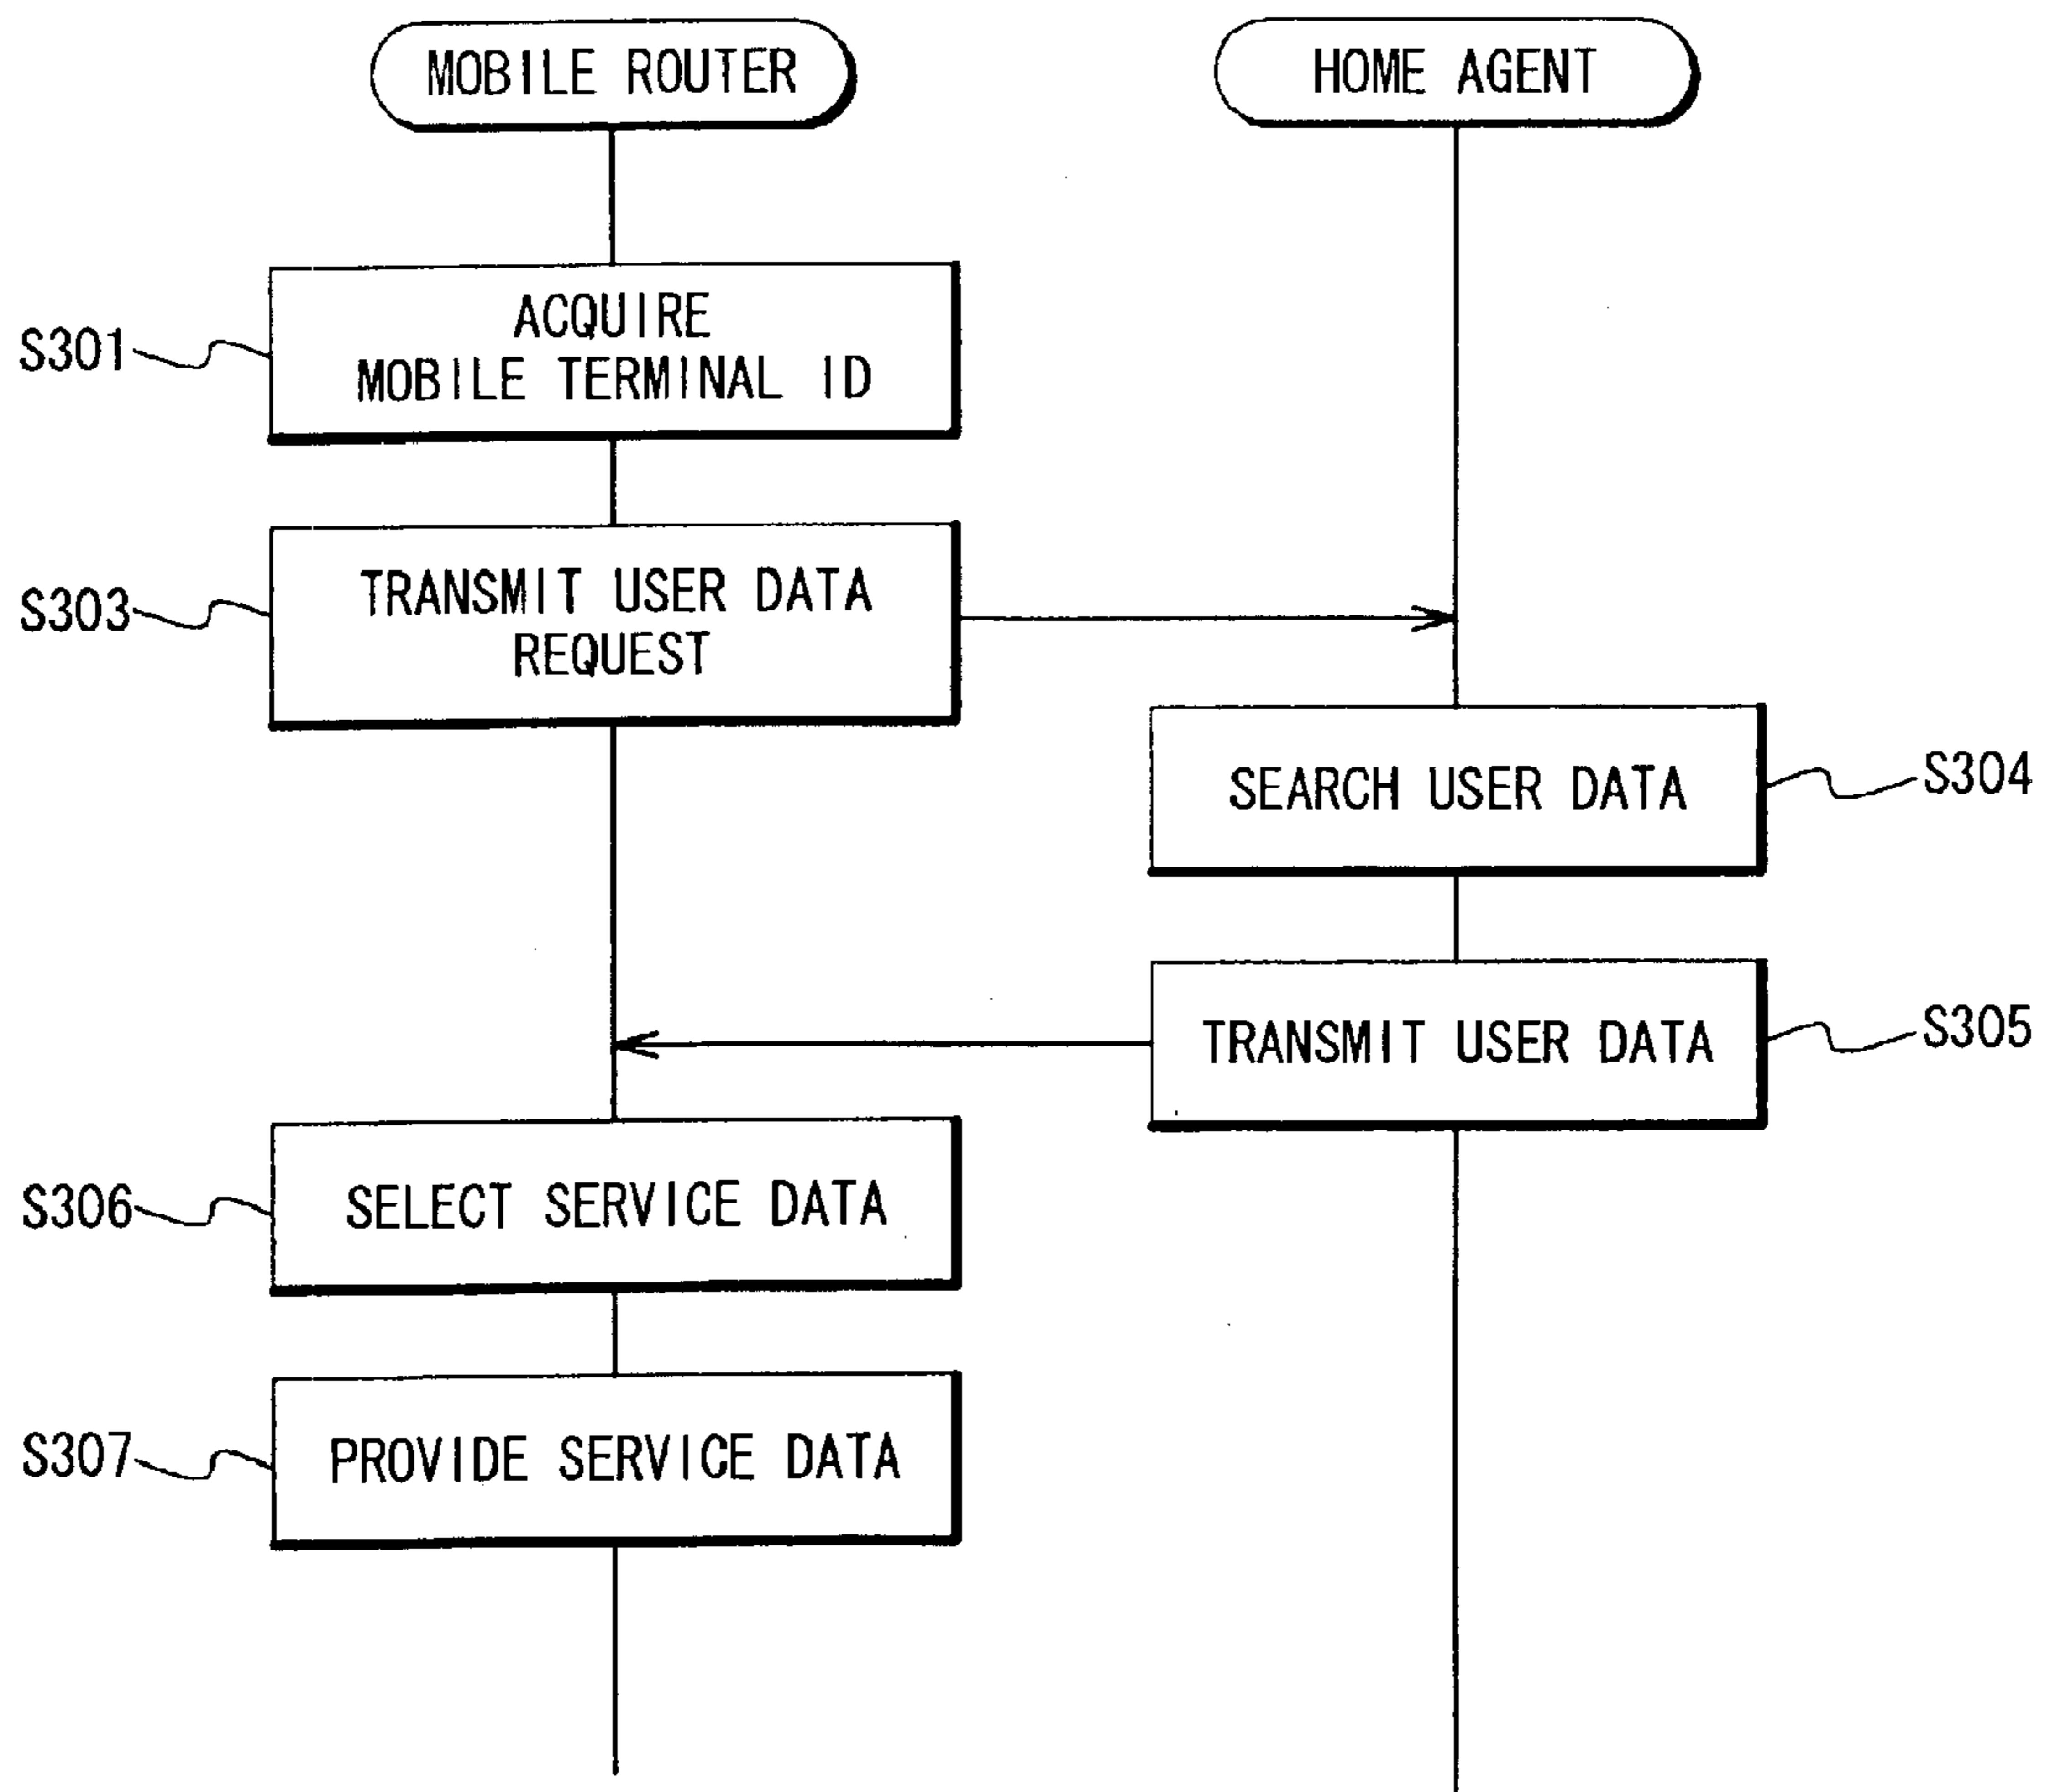 MOBILE ROUTER
HOME AGENT
S301
ACQUIRE
MOBILE TERMINAL ID
S303
TRANSMIT USER DATA
REQUEST
SEARCH USER DATA
S304
TRANSMIT USER DATA
S305
S306
SELECT SERVICE DATA
S307
PROVIDE SERVICE DATA